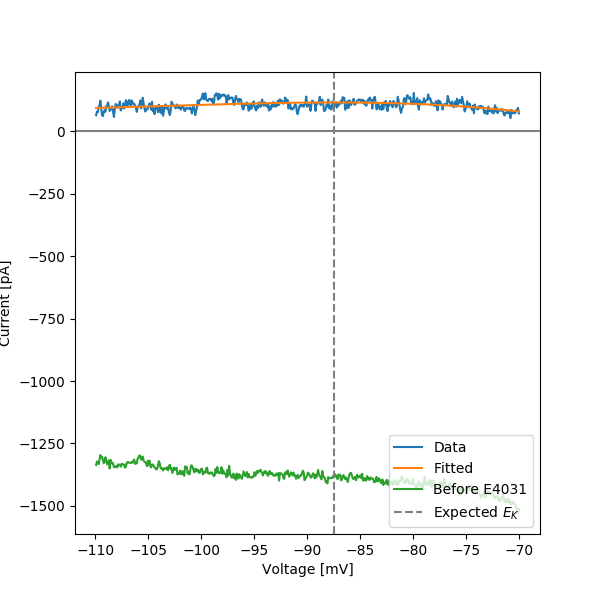 0
−250
−500
−750
−1000
−1250
−1500
Current [pA]
Data
Fitted
Before E4031
Expected E_K
−110 −105 −100 −95 −90 −85 −80 −75 −70
Voltage [mV]